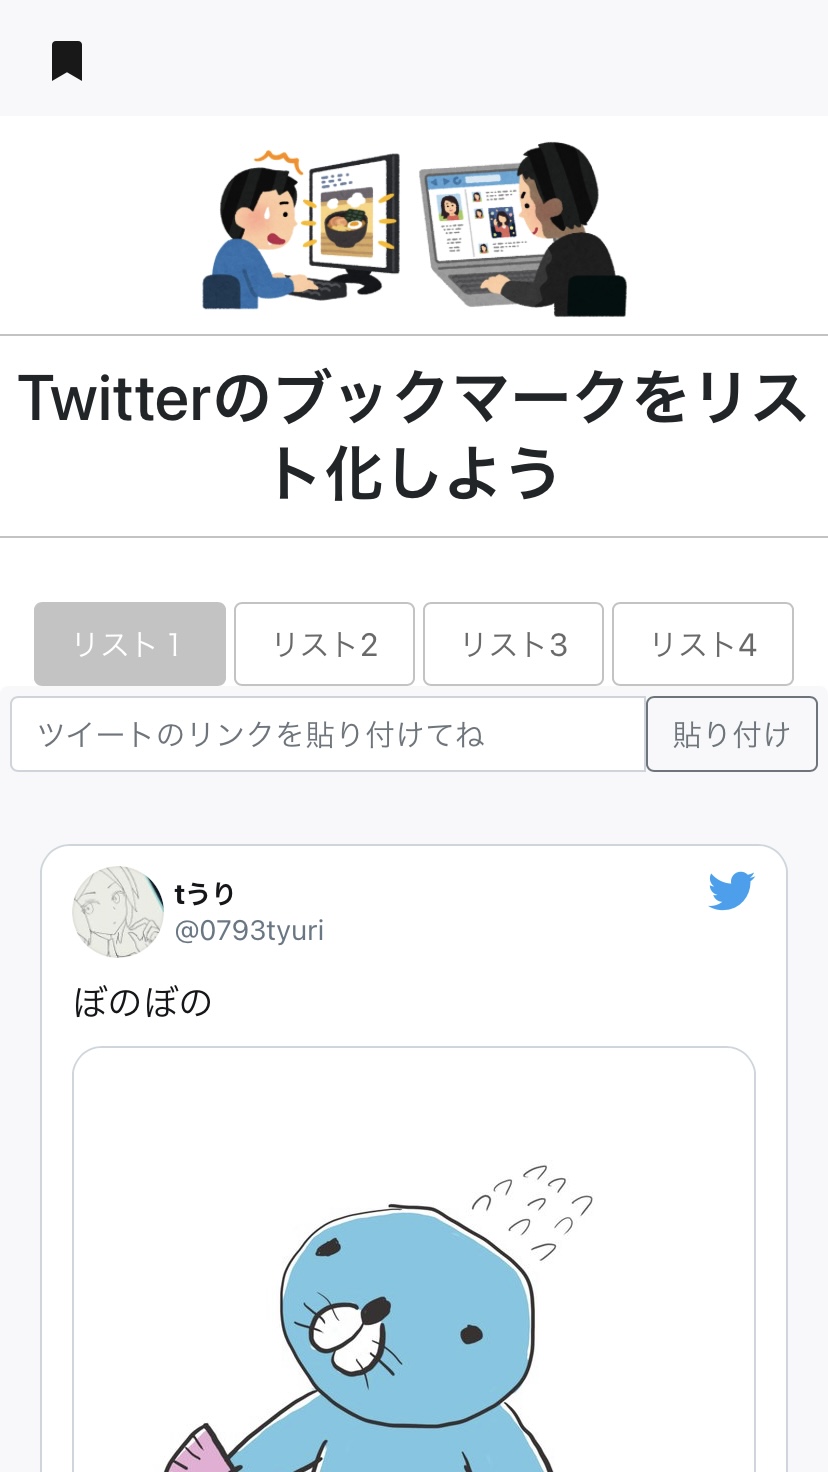 Twitterのブックマークをリス
ト化しよう
リスト 1 リスト2 リスト3 リスト4
ツイートのリンクを貼り付けてね 貼り付け
tうり
@0793tyuri
ぼのぼの